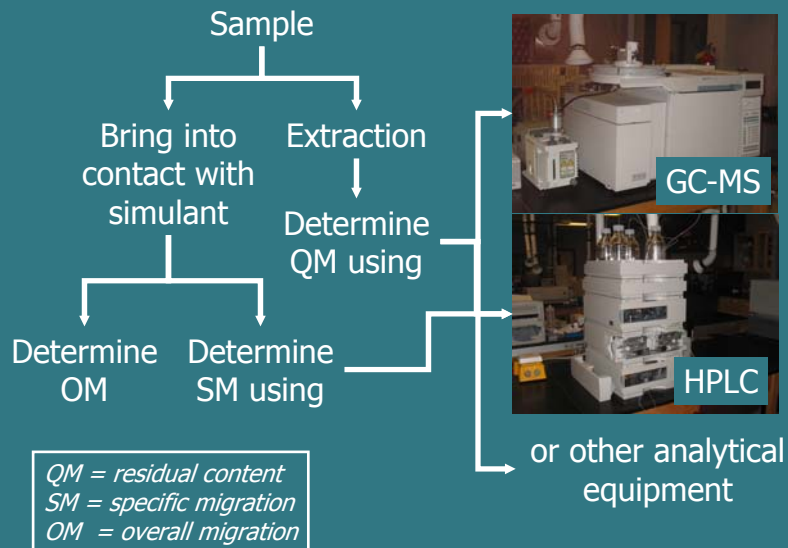 Sample
Bring into
contact with
simulant
Extraction
Determine
QM using
Determine
OM
Determine
SM using
GC-MS
HPLC
or other analytical
equipment
QM = residual content
SM = specific migration
OM = overall migration